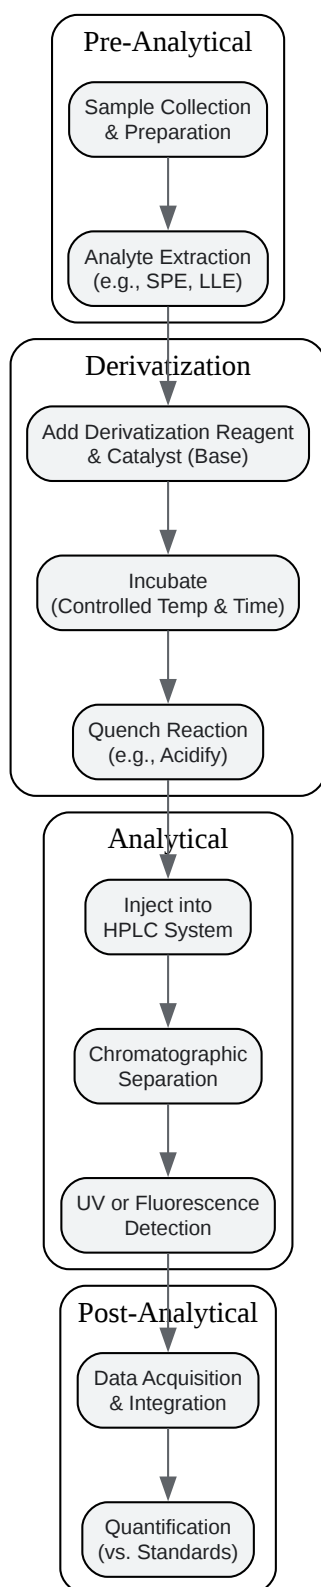 Pre-Analytical
Sample Collection
& Preparation
Analyte Extraction
(e.g., SPE, LLE)
Derivatization
Add Derivatization Reagent
& Catalyst (Base)
Incubate
(Controlled Temp & Time)
Quench Reaction
(e.g., Acidify)
Analytical
Inject into
HPLC System
Chromatographic
Separation
UV or Fluorescence
Detection
Post-Analytical
Data Acquisition
& Integration
Quantification
(vs. Standards)